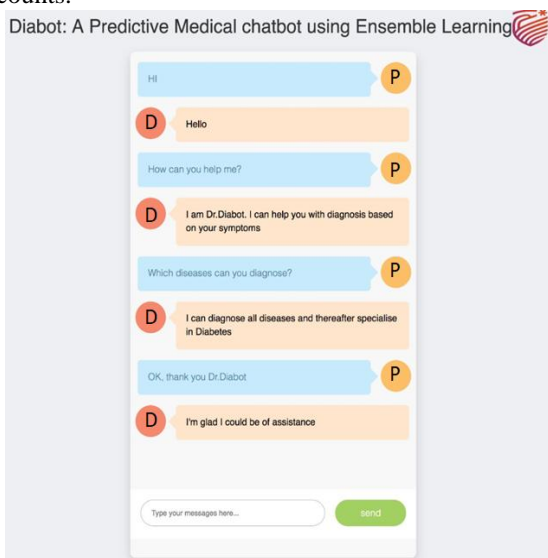 counts.
Diabot: A Predictive Medical chatbot using Ensemble Learning
P
HI
D
Hello
P
How can you help me?
D
I am Dr.Diabot. I can help you with diagnosis based
on your symptoms
P
Which diseases can you diagnose?
D
I can diagnose all diseases and thereafter specialise
in Diabetes
P
OK, thank you Dr.Diabot
D
I'm glad I could be of assistance
Type your messages here...
send